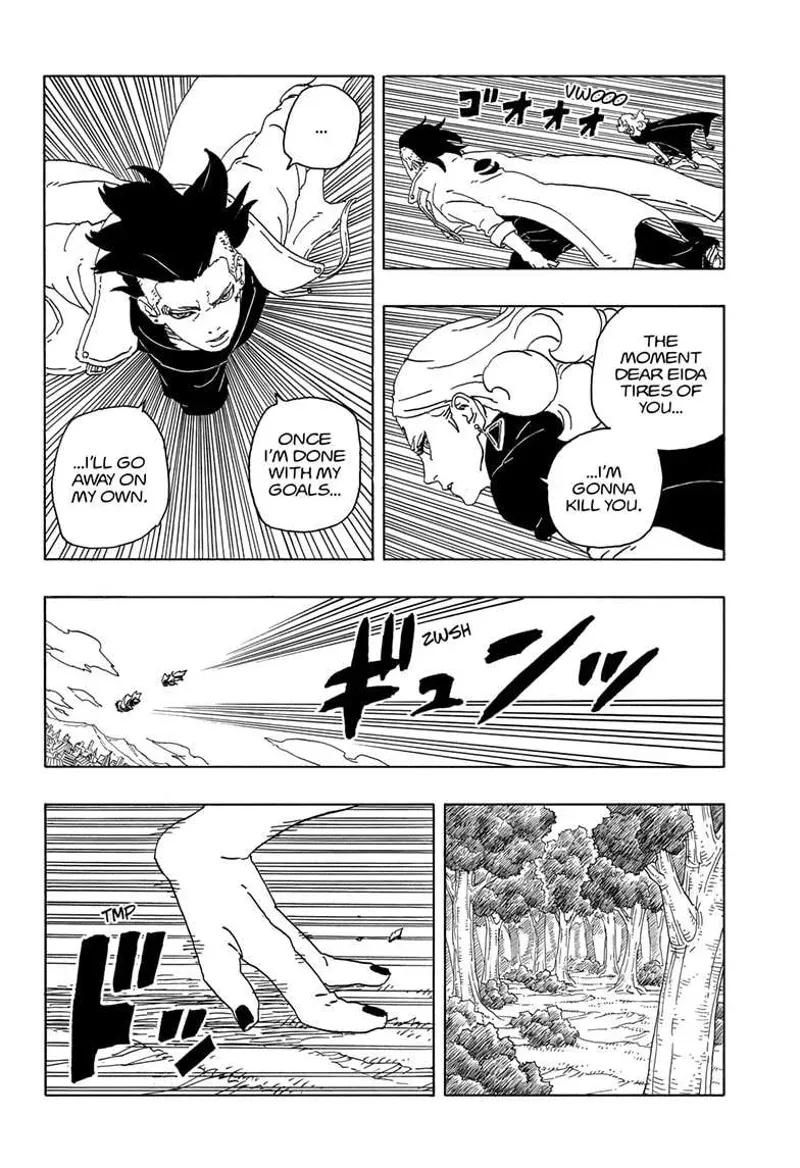 ゴオオオ
VWOOO
THE
MOMENT
DEAR EIDA
TIRES OF
YOU...
...I'M
GONNA
KILL YOU.
...
ONCE
I'M DONE
WITH MY
GOALS...
...I'LL GO
AWAY ON
MY OWN.
ギュンッ
ZWSH
TMP
ドッ